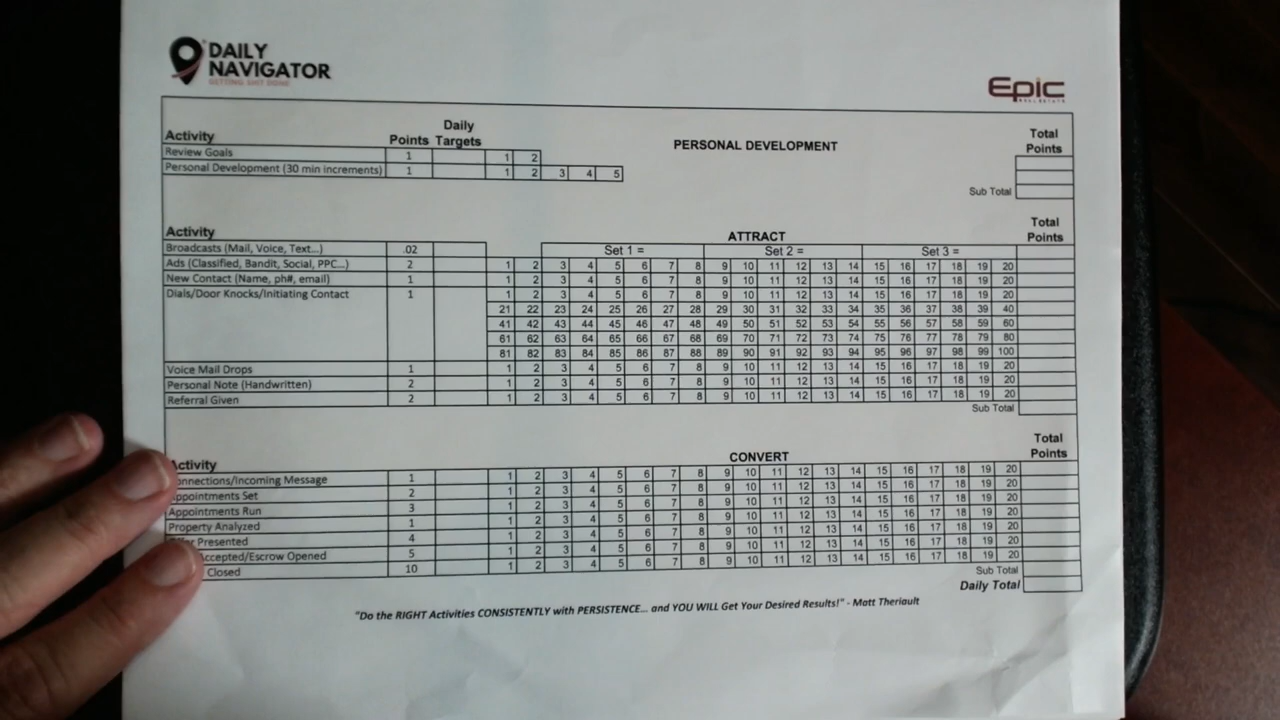 DAILY
NAVIGATOR
GETTING SHIT DONE
Epic
REAL ESTATE
Activity Points Daily Targets PERSONAL DEVELOPMENT Total Points
Review Goals 1 1 2
Personal Development (30 min increments) 1 1 2 3 4 5
Sub Total
Activity ATTRACT Total Points
Broadcasts (Mail, Voice, Text...) .02 Set 1 = Set 2 = Set 3 =
Ads (Classified, Bandit, Social, PPC...) 2 1 2 3 4 5 6 7 8 9 10 11 12 13 14 15 16 17 18 19 20
New Contact (Name, ph#, email) 1 1 2 3 4 5 6 7 8 9 10 11 12 13 14 15 16 17 18 19 20
Dials/Door Knocks/Initiating Contact 1 1 2 3 4 5 6 7 8 9 10 11 12 13 14 15 16 17 18 19 20
21 22 23 24 25 26 27 28 29 30 31 32 33 34 35 36 37 38 39 40
41 42 43 44 45 46 47 48 49 50 51 52 53 54 55 56 57 58 59 60
61 62 63 64 65 66 67 68 69 70 71 72 73 74 75 76 77 78 79 80
81 82 83 84 85 86 87 88 89 90 91 92 93 94 95 96 97 98 99 100
Voice Mail Drops 1 1 2 3 4 5 6 7 8 9 10 11 12 13 14 15 16 17 18 19 20
Personal Note (Handwritten) 2 1 2 3 4 5 6 7 8 9 10 11 12 13 14 15 16 17 18 19 20
Referral Given 2 1 2 3 4 5 6 7 8 9 10 11 12 13 14 15 16 17 18 19 20
Sub Total
Activity CONVERT Total Points
onnections/Incoming Message 1 1 2 3 4 5 6 7 8 9 10 11 12 13 14 15 16 17 18 19 20
ppointments Set 2 1 2 3 4 5 6 7 8 9 10 11 12 13 14 15 16 17 18 19 20
Appointments Run 3 1 2 3 4 5 6 7 8 9 10 11 12 13 14 15 16 17 18 19 20
Property Analyzed 1 1 2 3 4 5 6 7 8 9 10 11 12 13 14 15 16 17 18 19 20
Presented 4 1 2 3 4 5 6 7 8 9 10 11 12 13 14 15 16 17 18 19 20
Accepted/Escrow Opened 5 1 2 3 4 5 6 7 8 9 10 11 12 13 14 15 16 17 18 19 20
Closed 10 1 2 3 4 5 6 7 8 9 10 11 12 13 14 15 16 17 18 19 20
Sub Total
Daily Total
"Do the RIGHT Activities CONSISTENTLY with PERSISTENCE... and YOU WILL Get Your Desired Results!" - Matt Theriault